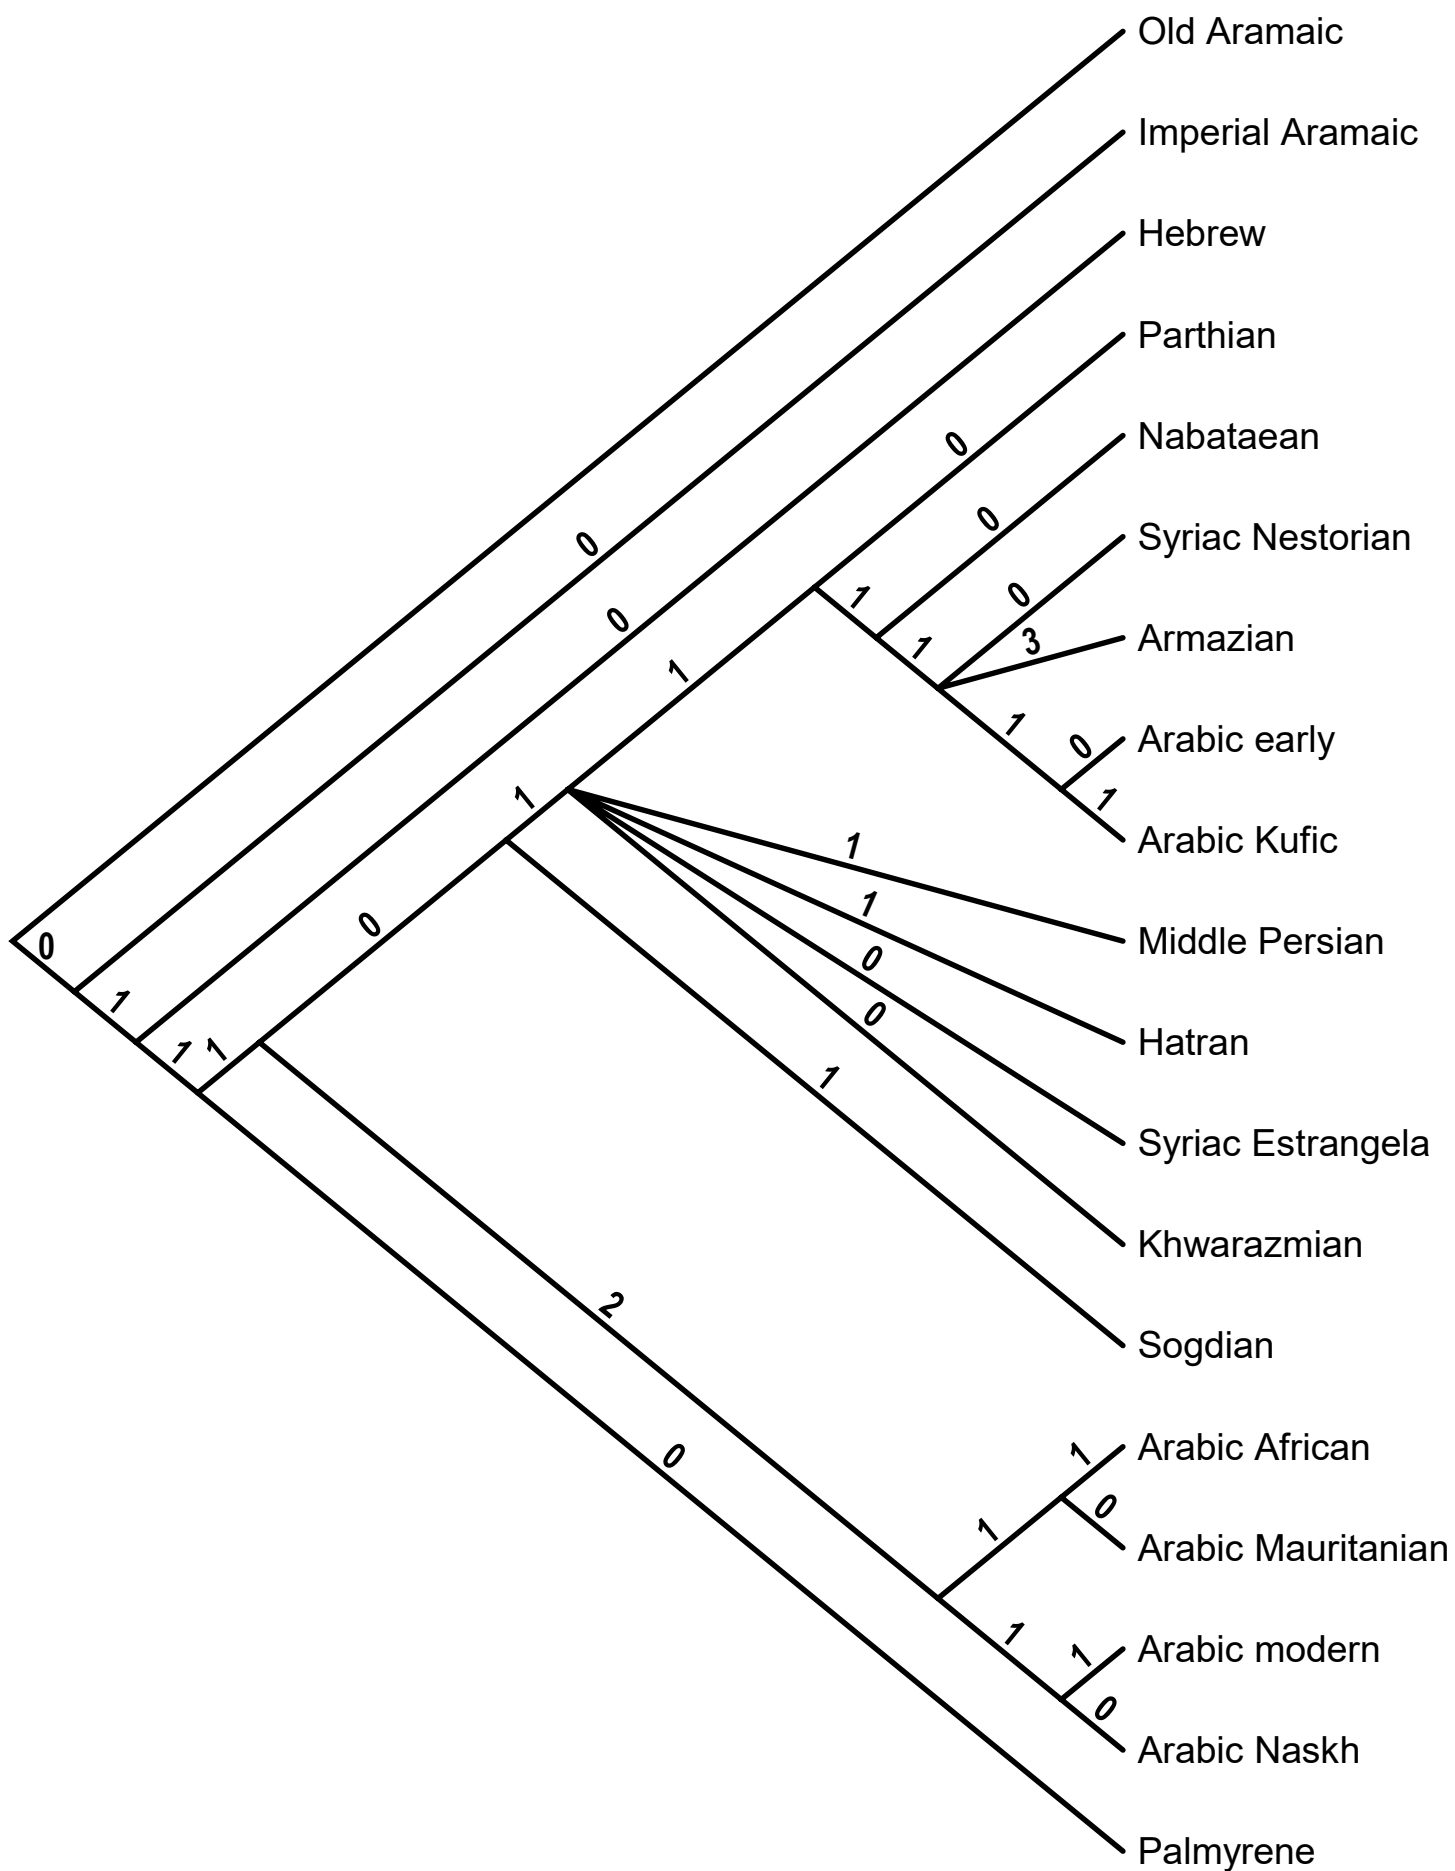 Old Aramaic
Imperial Aramaic
Hebrew
Parthian
0
Nabataean
0
Syriac Nestorian
0
0
1
0
0
3
Armazian
1
1
1
Arabic early
0
1
1
Arabic Kufic
1
Middle Persian
1
0
0
0
1
Hatran
0
1
1
1
Syriac Estrangela
Khwarazmian
2
Sogdian
Arabic African
1
0
0
1
Arabic Mauritanian
1
1
Arabic modern
0
Arabic Naskh
Palmyrene